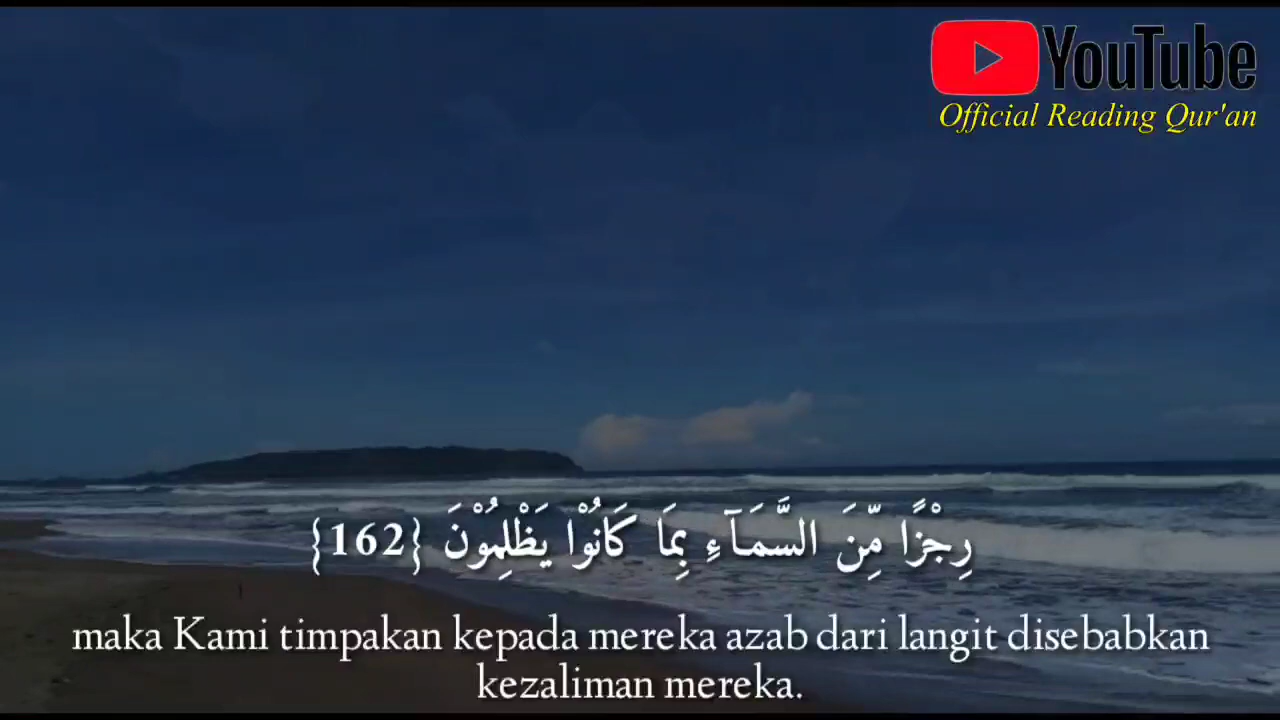 YouTube
Official Reading Qur'an
رِجْزًا مِّنَ السَّمَآءِ بِمَا كَانُوْا يَظْلِمُوْنَ {162}
maka Kami timpakan kepada mereka azab dari langit disebabkan
kezaliman mereka.